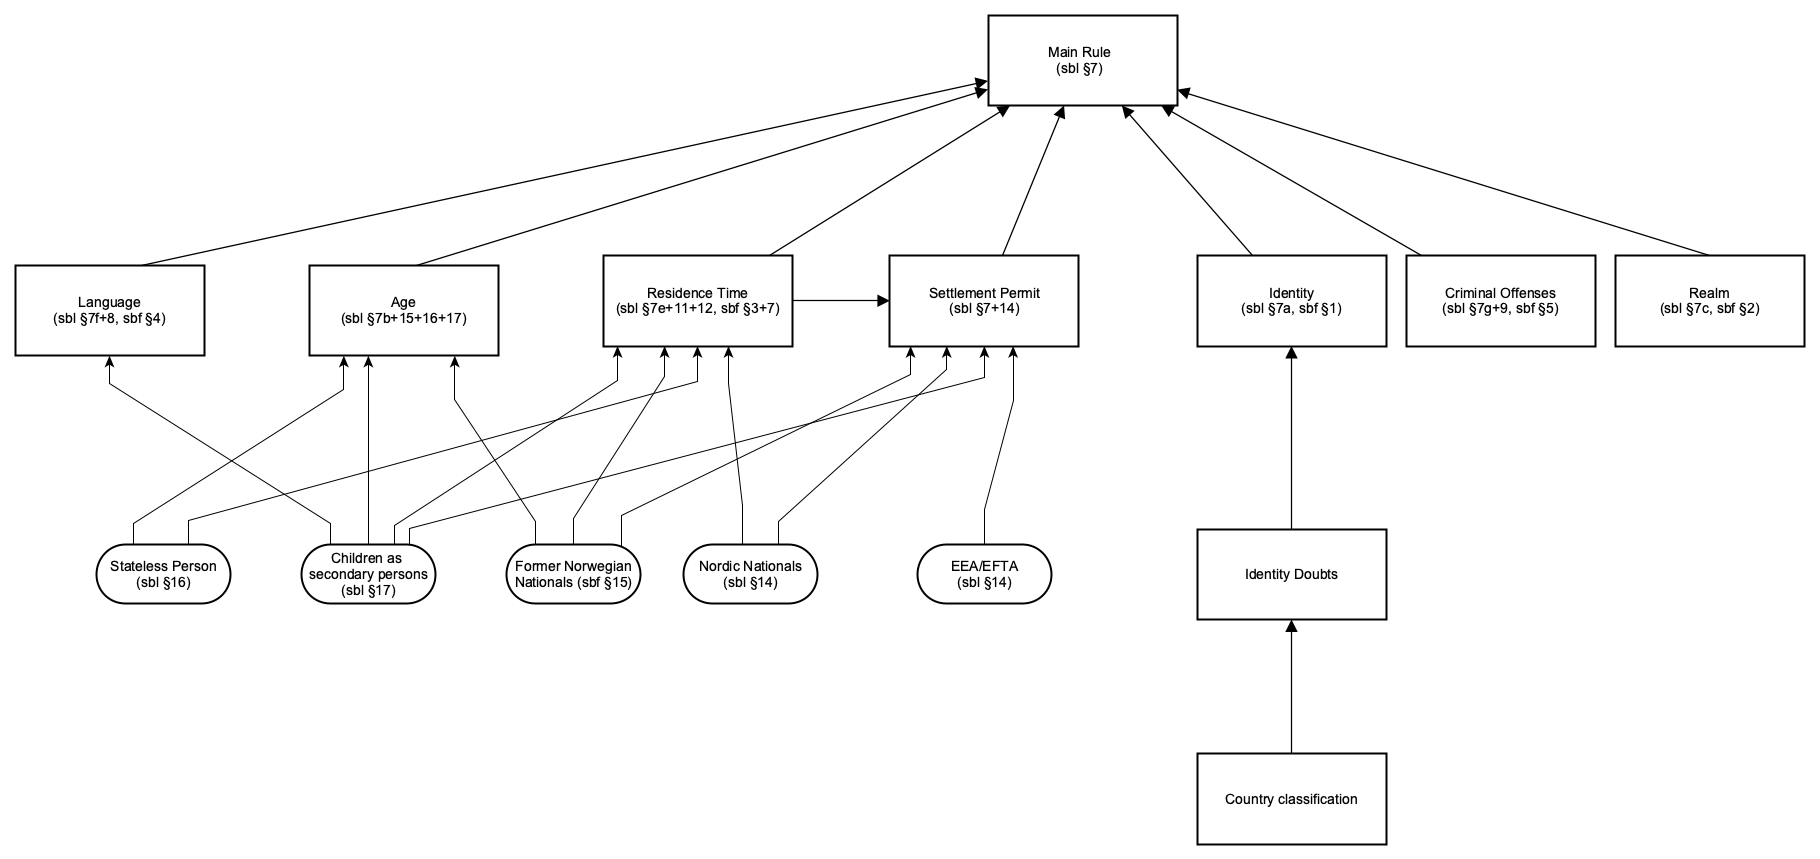 Main Rule
(sbl §7)
Language
(sbl §7f+8, sbf §4)
Age
(sbl §7b+15+16+17)
Residence Time
(sbl §7e+11+12, sbf §3+7)
Settlement Permit
(sbl §7+14)
Identity
(sbl §7a, sbf §1)
Criminal Offenses
(sbl §7g+9, sbf §5)
Realm
(sbl §7c, sbf §2)
Stateless Person
(sbl §16)
Children as
secondary persons
(sbl §17)
Former Norwegian
Nationals (sbf §15)
Nordic Nationals
(sbl §14)
EEA/EFTA
(sbl §14)
Identity Doubts
Country classification